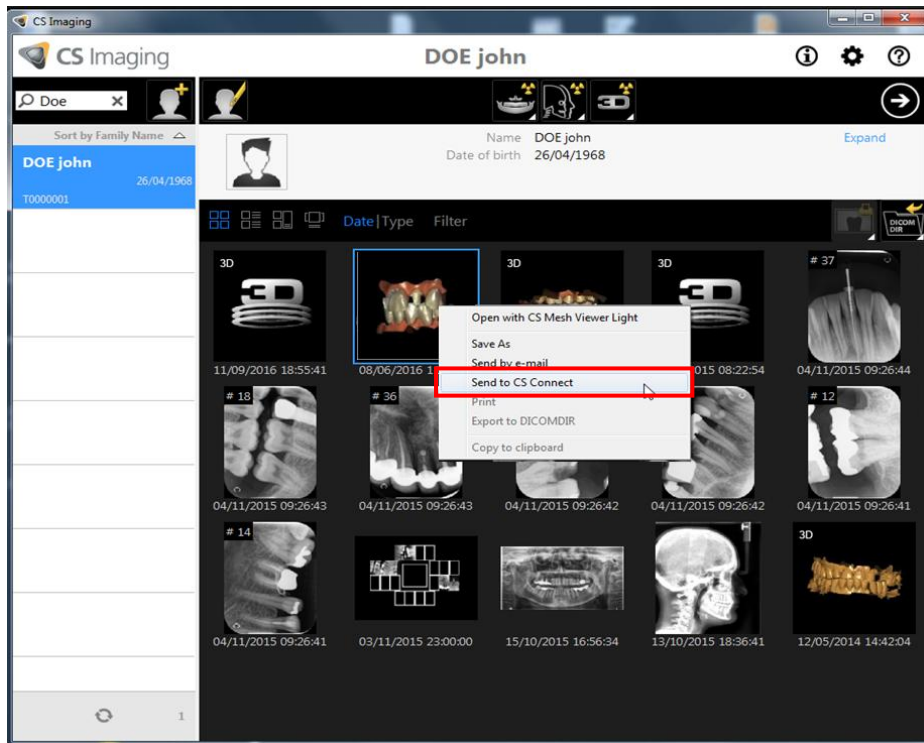 CS Imaging
CS Imaging
DOE john
Doe
Sort by Family Name
DOE john
26/04/1968
T0000001
Name DOE john
Expand
Date of birth 26/04/1968
Date|Type Filter
DICOM
DIR
3D
3D
3D
# 37
3D
3D
11/09/2016 18:55:41
08/06/2016 1
015 08:22:54
04/11/2015 09:26:44
Open with CS Mesh Viewer Light
Save As
Send by e-mail
Send to CS Connect
Print
Export to DICOMDIR
Copy to clipboard
# 18
# 36
# 12
04/11/2015 09:26:43
04/11/2015 09:26:43
04/11/2015 09:26:42
04/11/2015 09:26:42
04/11/2015 09:26:41
# 14
3D
04/11/2015 09:26:41
03/11/2015 23:00:00
15/10/2015 16:56:34
13/10/2015 18:36:41
12/05/2014 14:42:04
1